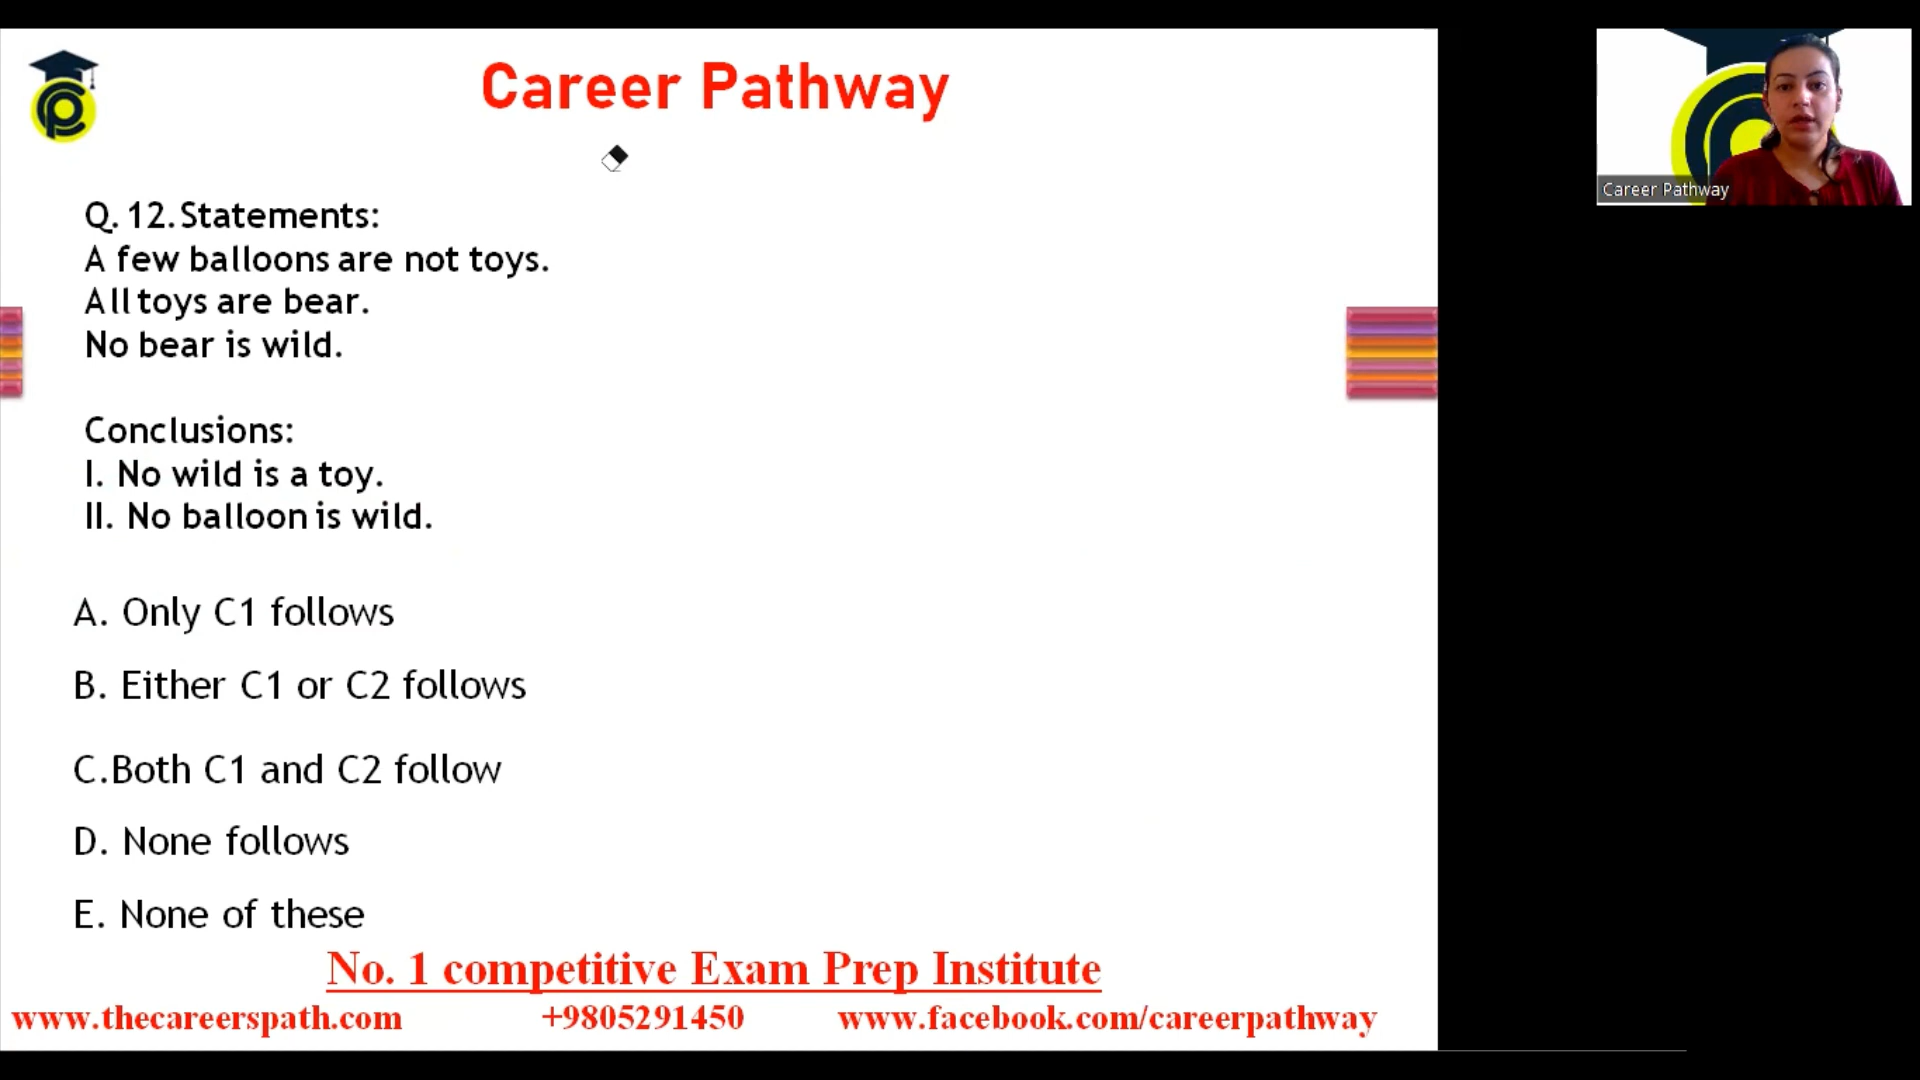 Career Pathway
Career Pathway
Q. 12. Statements:
A few balloons are not toys.
All toys are bear.
No bear is wild.
Conclusions:
I. No wild is a toy.
II. No balloon is wild.
A. Only C1 follows
B. Either C1 or C2 follows
C.Both C1 and C2 follow
D. None follows
E. None of these
No. 1 competitive Exam Prep Institute
www.thecareerspath.com +9805291450 www.facebook.com/careerpathway